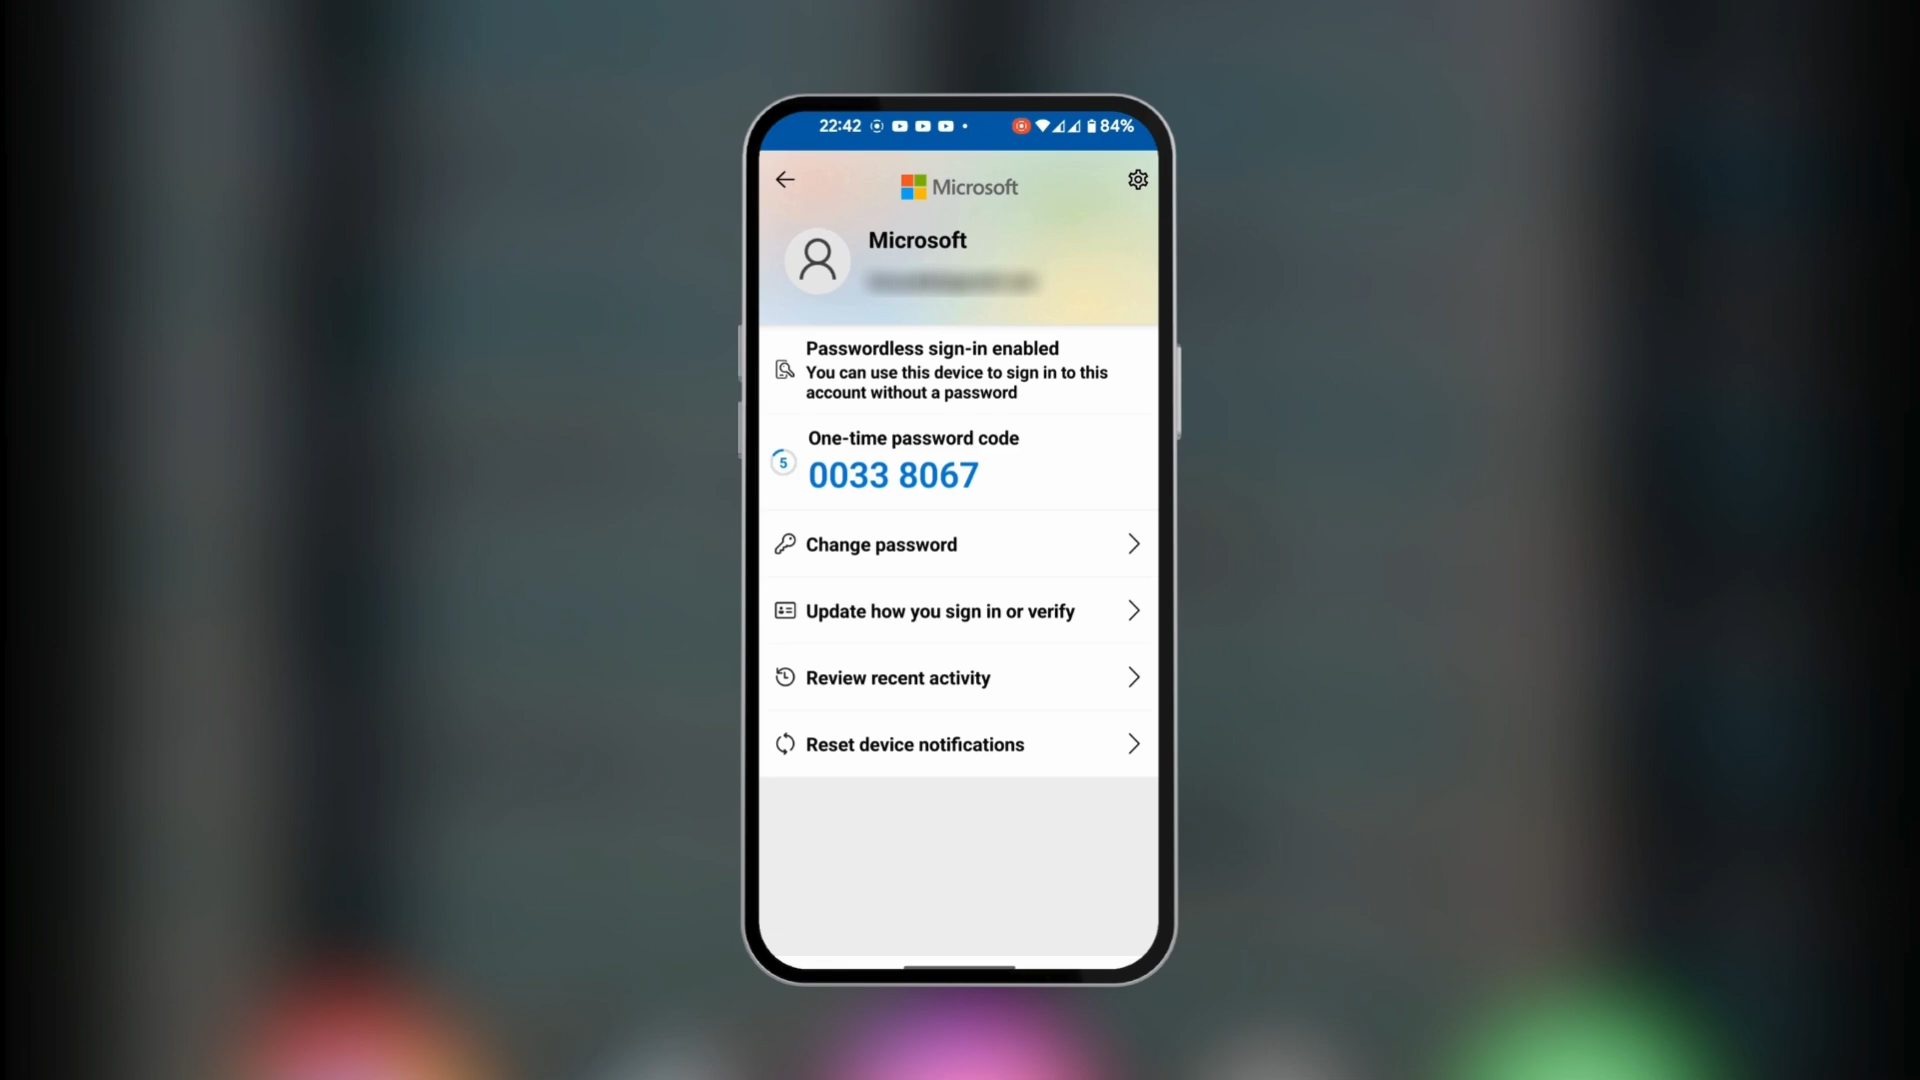 22:42
84%
Microsoft
Microsoft
Passwordless sign-in enabled
You can use this device to sign in to this
account without a password
One-time password code
5
0033 8067
Change password
Update how you sign in or verify
Review recent activity
Reset device notifications